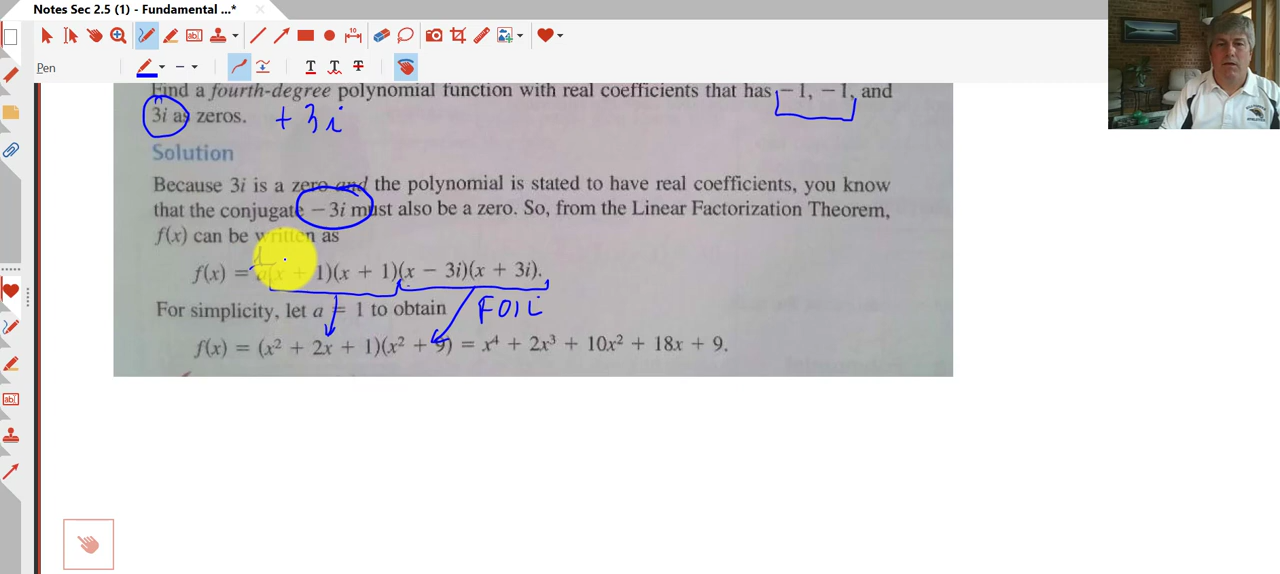 Notes Sec 2.5 (1) - Fundamental ...*
Pen
Find a fourth-degree polynomial function with real coefficients that has −1, −1, and
3i as zeros. + 3i
Solution
Because 3i is a zero and the polynomial is stated to have real coefficients, you know
that the conjugate −3i must also be a zero. So, from the Linear Factorization Theorem,
f(x) can be written as
f(x) = a(x + 1)(x + 1)(x − 3i)(x + 3i).
For simplicity, let a = 1 to obtain FOIL
f(x) = (x² + 2x + 1)(x² + 9) = x⁴ + 2x³ + 10x² + 18x + 9.